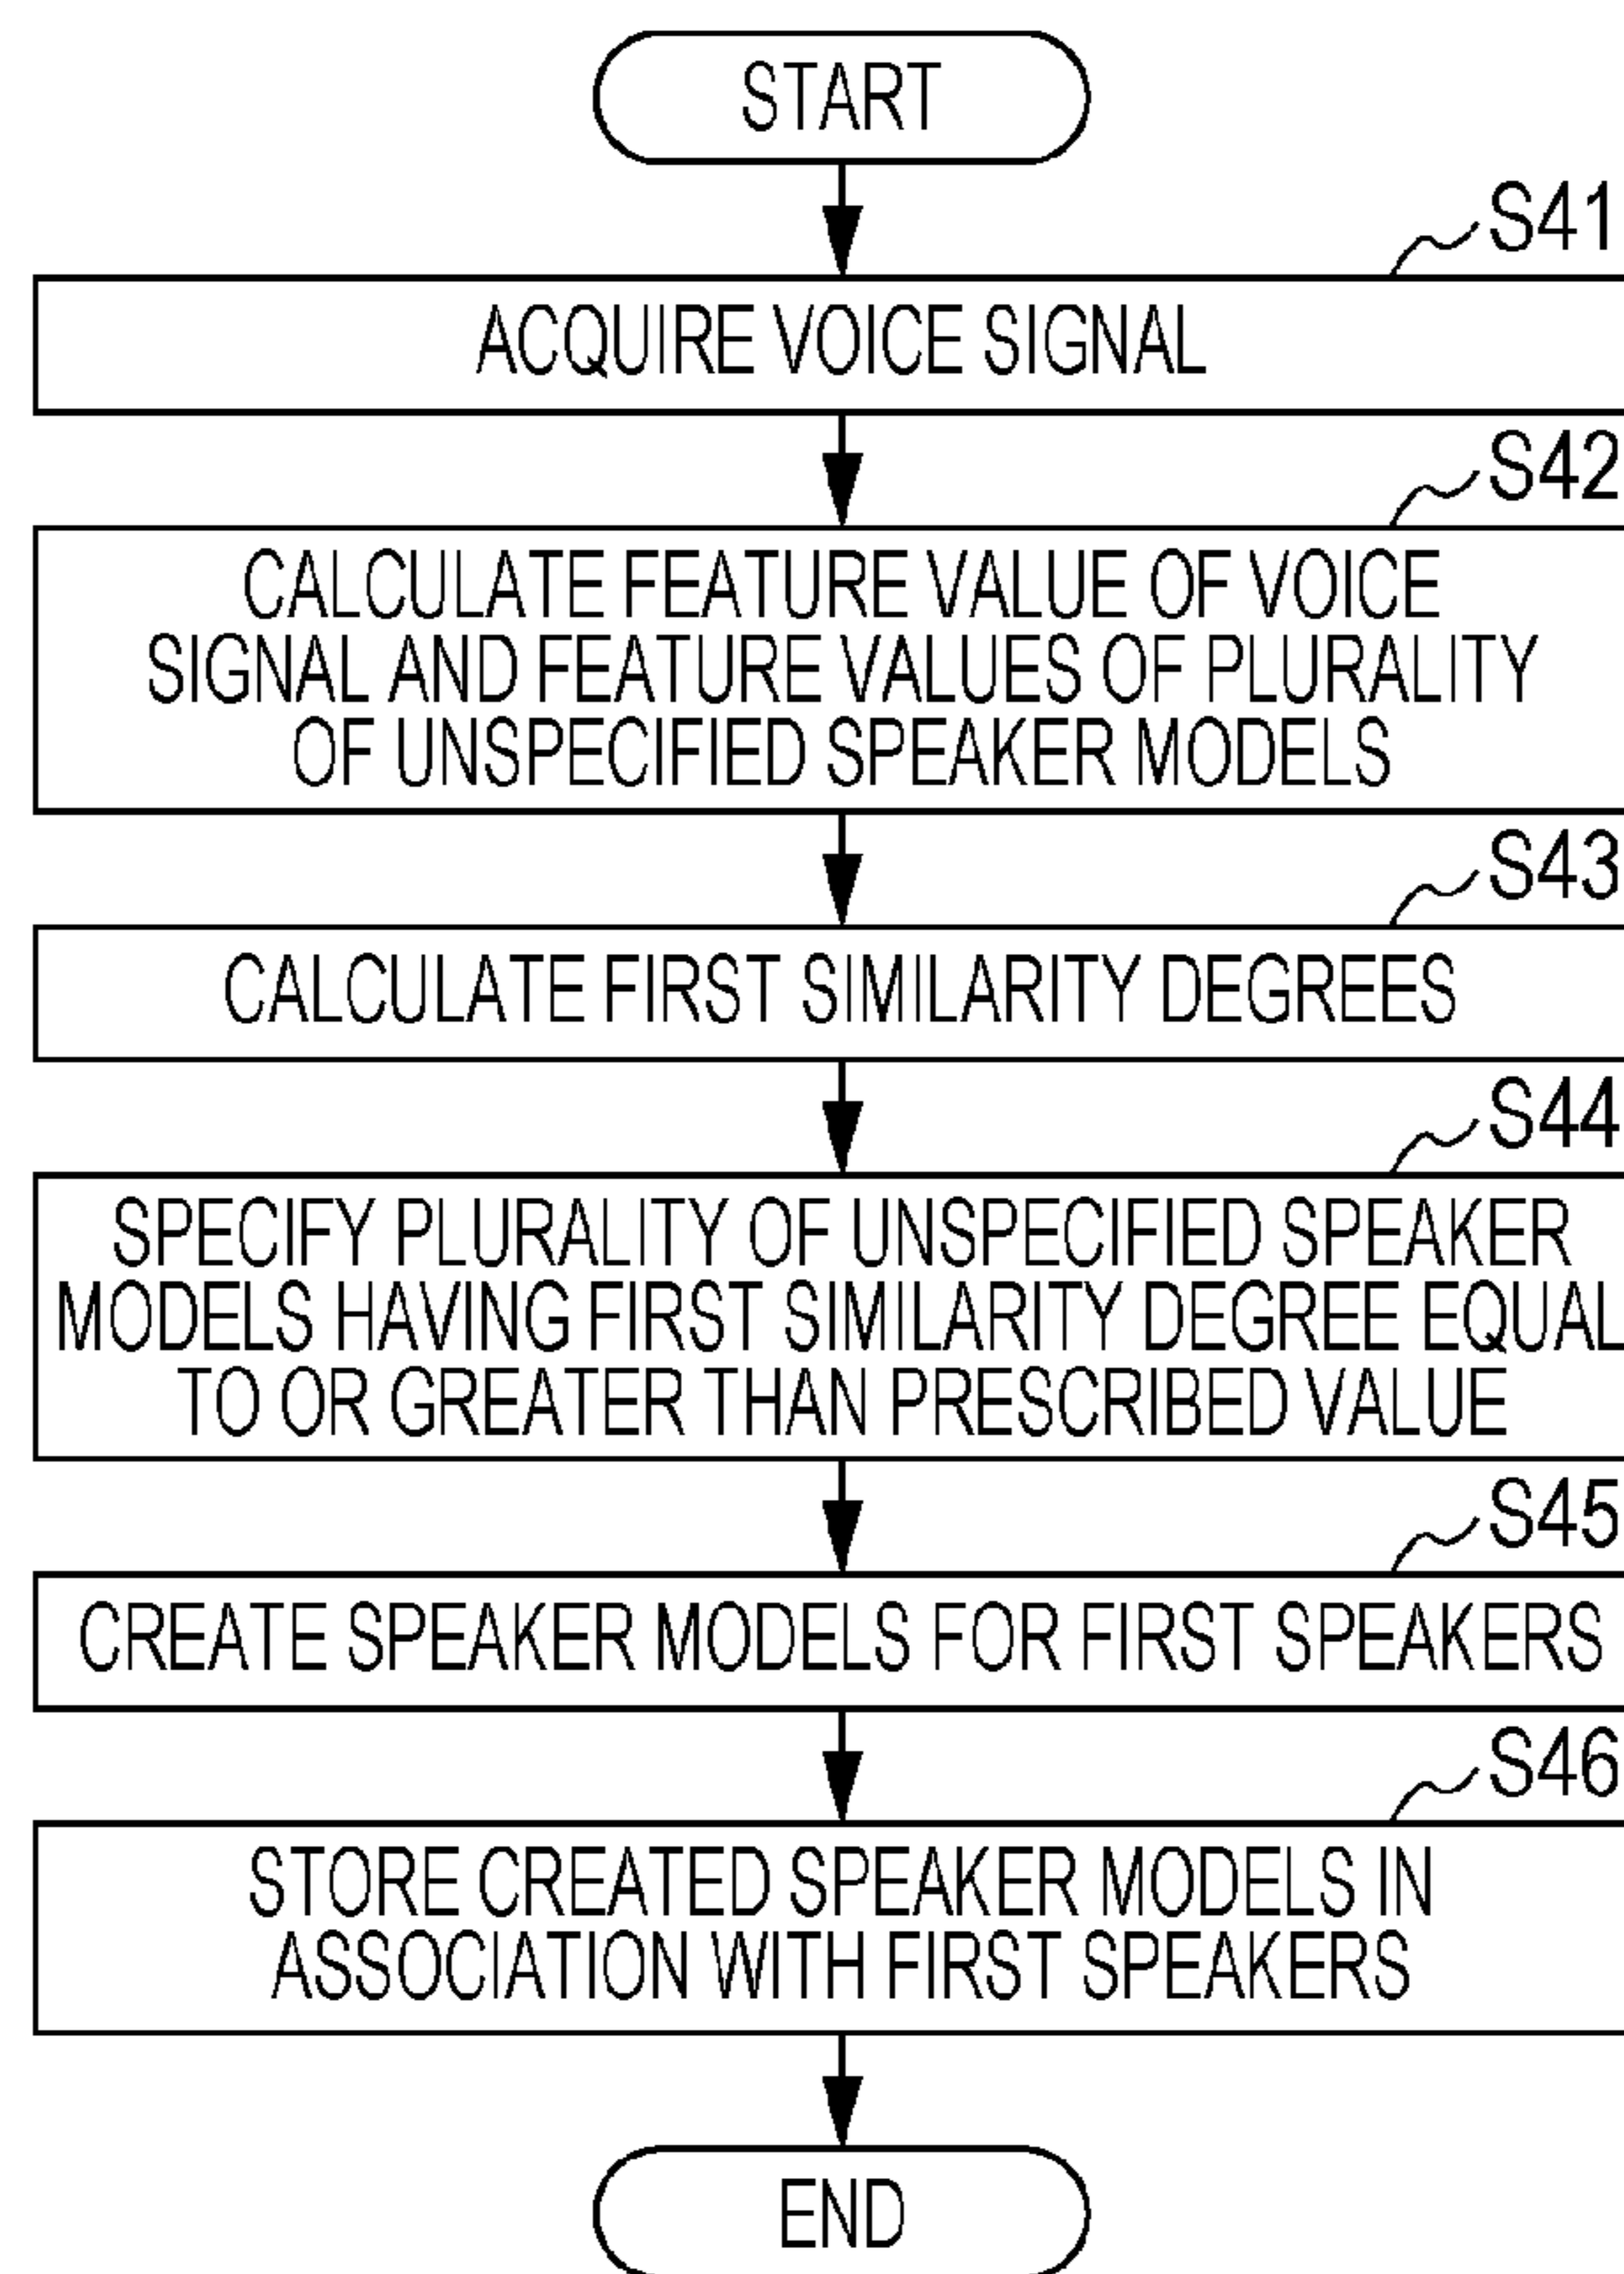 START
S41
ACQUIRE VOICE SIGNAL
S42
CALCULATE FEATURE VALUE OF VOICE
SIGNAL AND FEATURE VALUES OF PLURALITY
OF UNSPECIFIED SPEAKER MODELS
S43
CALCULATE FIRST SIMILARITY DEGREES
S44
SPECIFY PLURALITY OF UNSPECIFIED SPEAKER
MODELS HAVING FIRST SIMILARITY DEGREE EQUAL
TO OR GREATER THAN PRESCRIBED VALUE
S45
CREATE SPEAKER MODELS FOR FIRST SPEAKERS
S46
STORE CREATED SPEAKER MODELS IN
ASSOCIATION WITH FIRST SPEAKERS
END